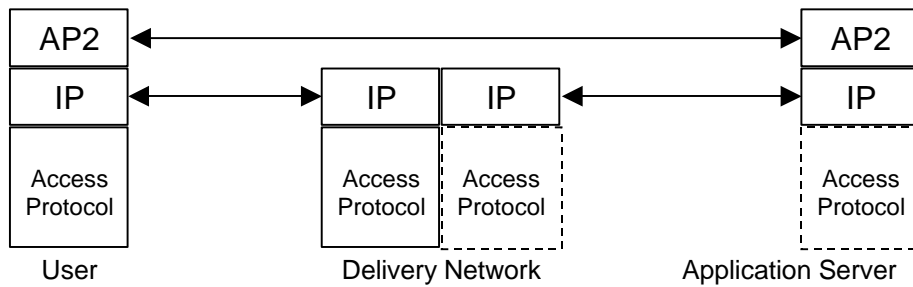 AP2
AP2
IP
IP
IP
IP
Access
Protocol
Access
Protocol
Access
Protocol
Access
Protocol
User
Delivery Network
Application Server